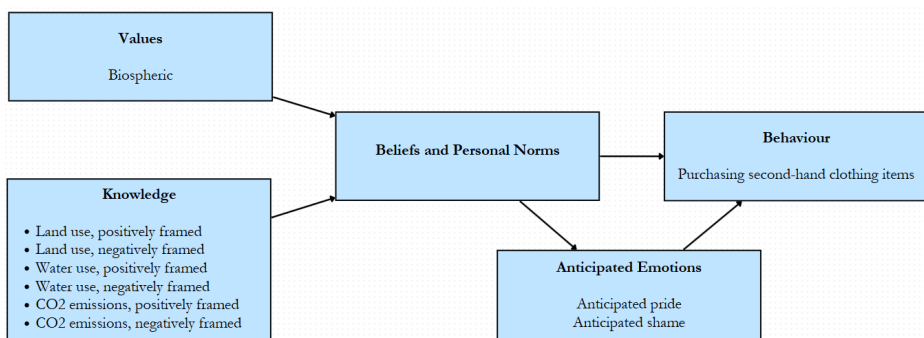 Values
Biospheric
Beliefs and Personal Norms
Behaviour
Purchasing second-hand clothing items
Knowledge
• Land use, positively framed
• Land use, negatively framed
• Water use, positively framed
• Water use, negatively framed
• CO2 emissions, positively framed
• CO2 emissions, negatively framed
Anticipated Emotions
Anticipated pride
Anticipated shame